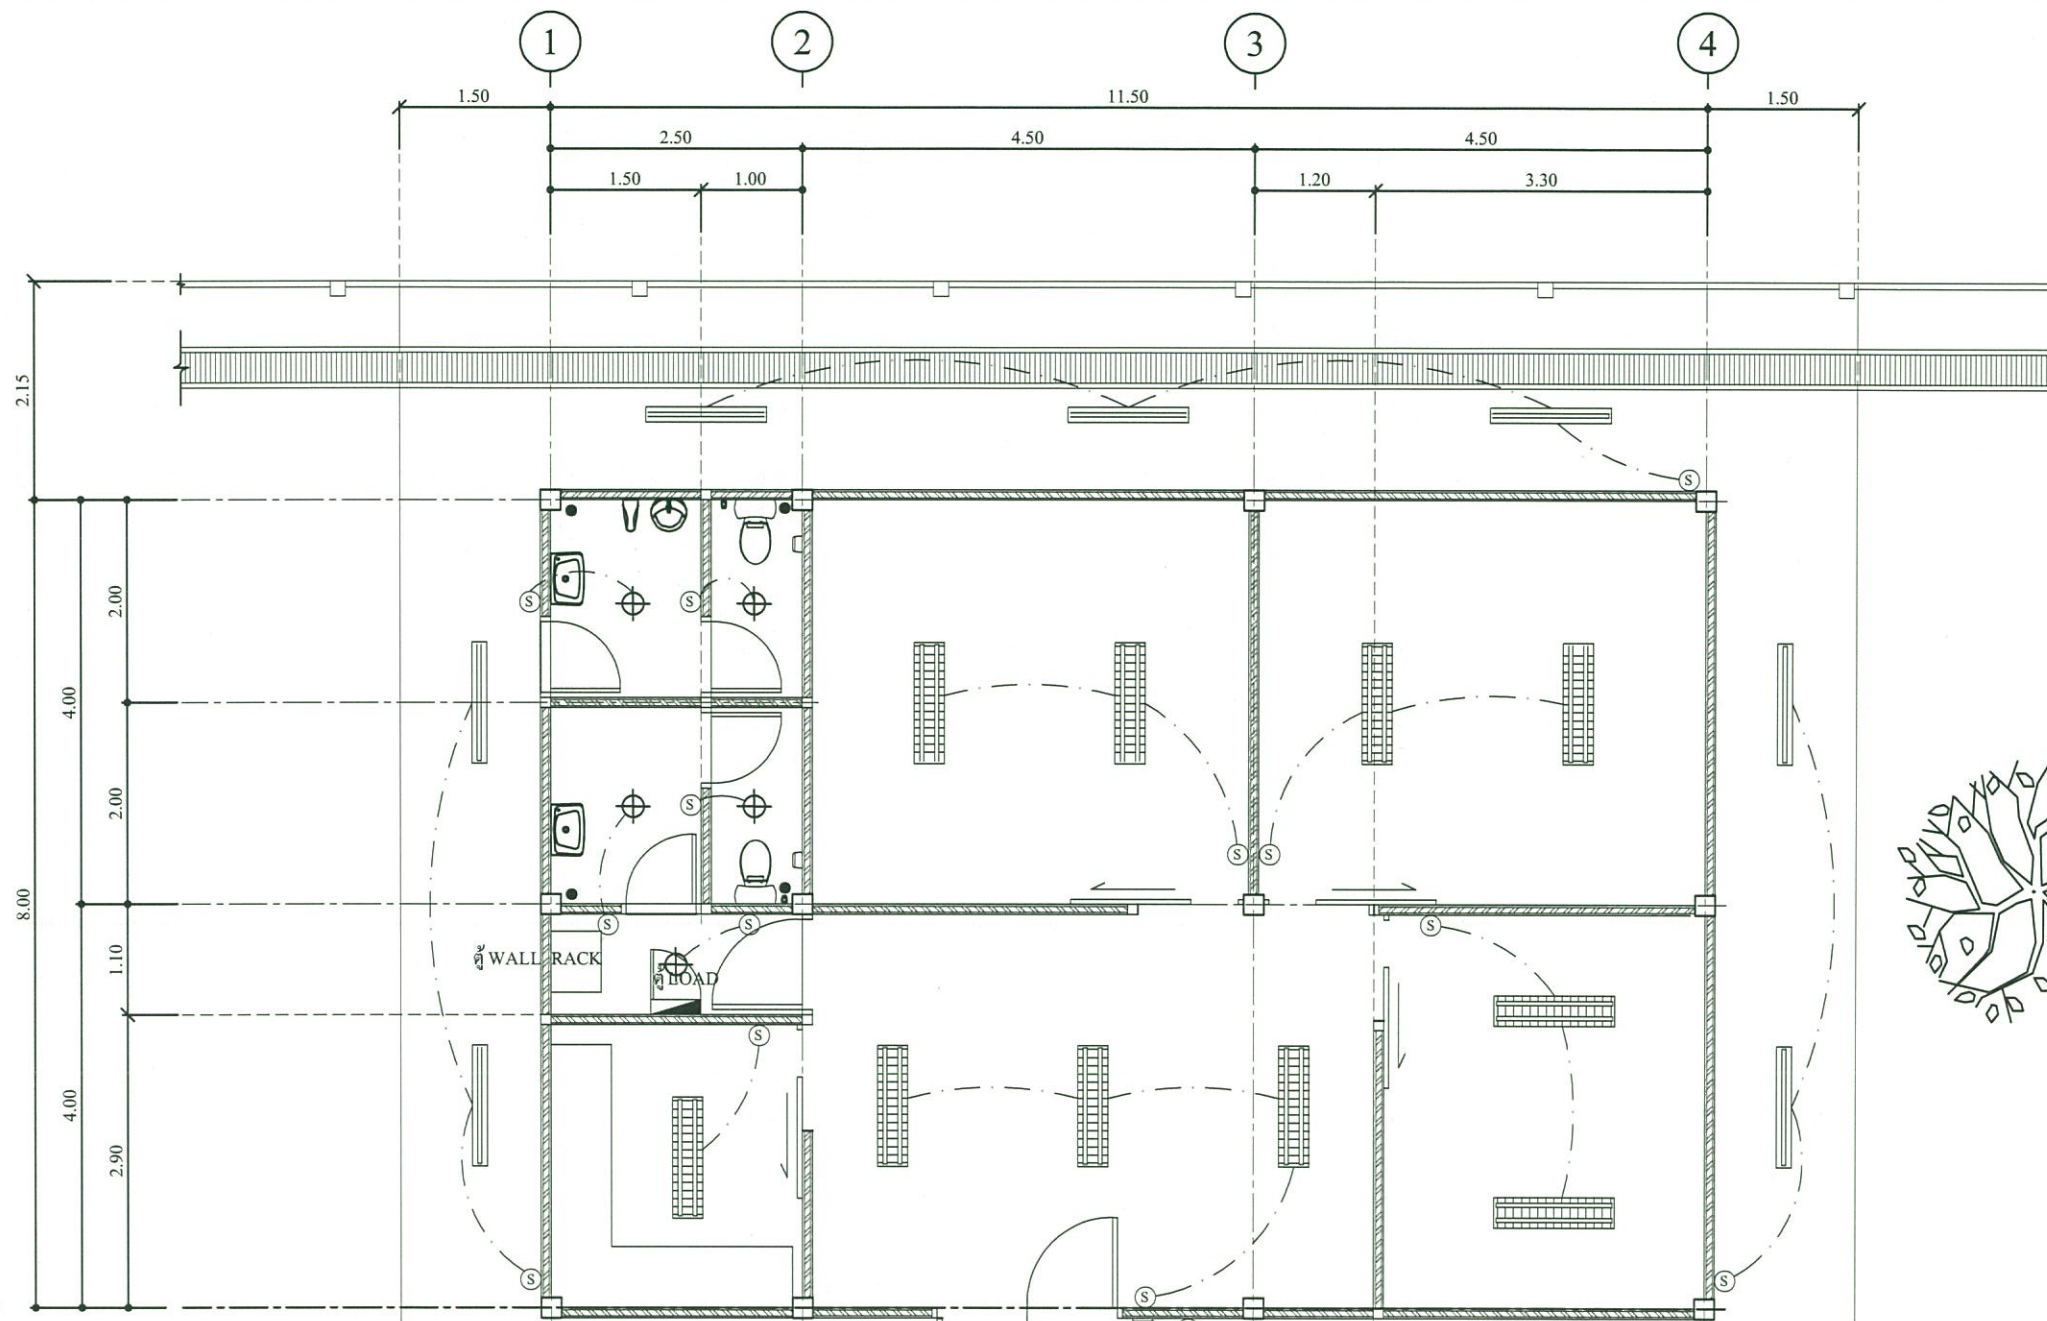 1 2 3 4
1.50 11.50 1.50
2.50 4.50 4.50
1.50 1.00 1.20 3.30
2.15
S
2.00
S S
4.00
2.00
S
S S
8.00
S S S
1.10
ตู้ WALL RACK
ตู้ LOAD
S
4.00
2.90
S S
S